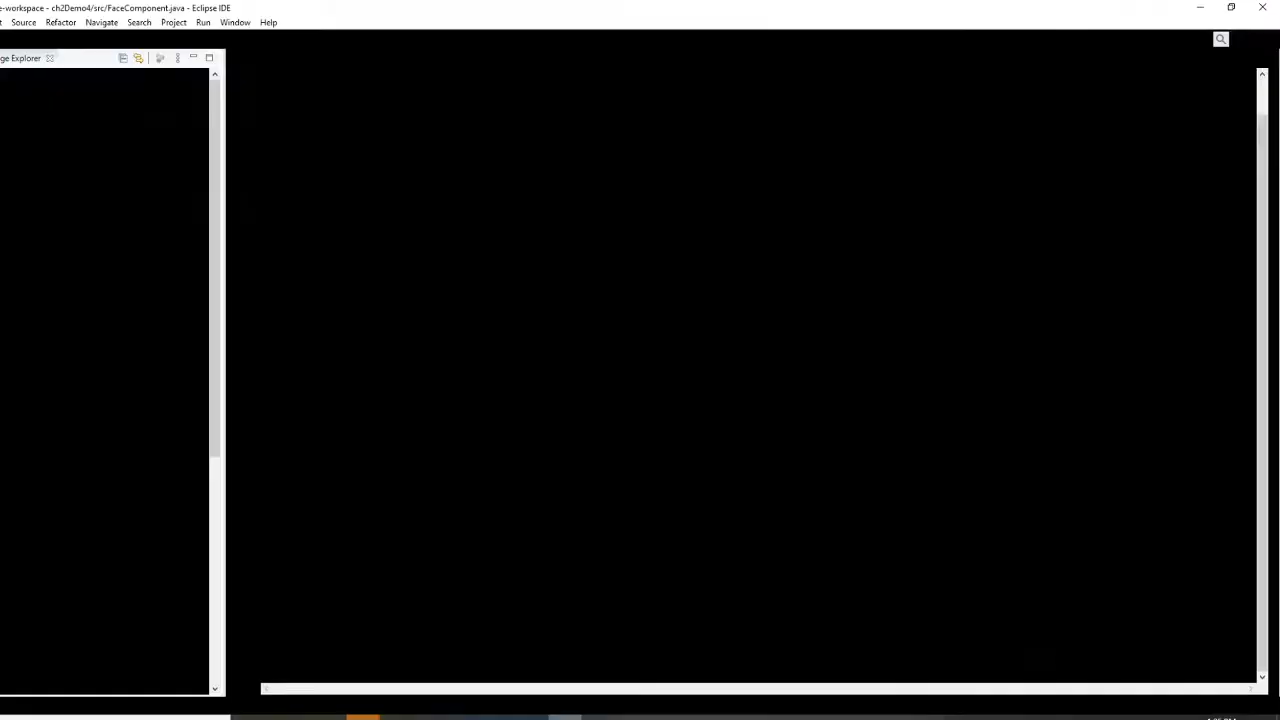 e-workspace - ch2Demo4/src/FaceComponent.java - Eclipse IDE
t Source Refactor Navigate Search Project Run Window Help
ge Explorer